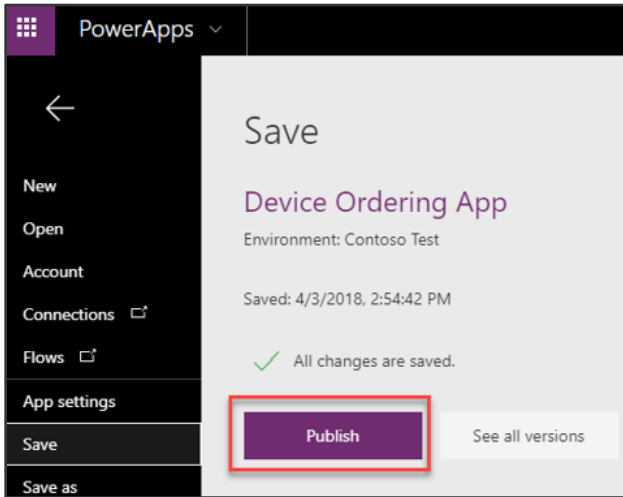 PowerApps
New
Open
Account
Connections
Flows
App settings
Save
Save as
Save
Device Ordering App
Environment: Contoso Test
Saved: 4/3/2018, 2:54:42 PM
All changes are saved.
Publish
See all versions